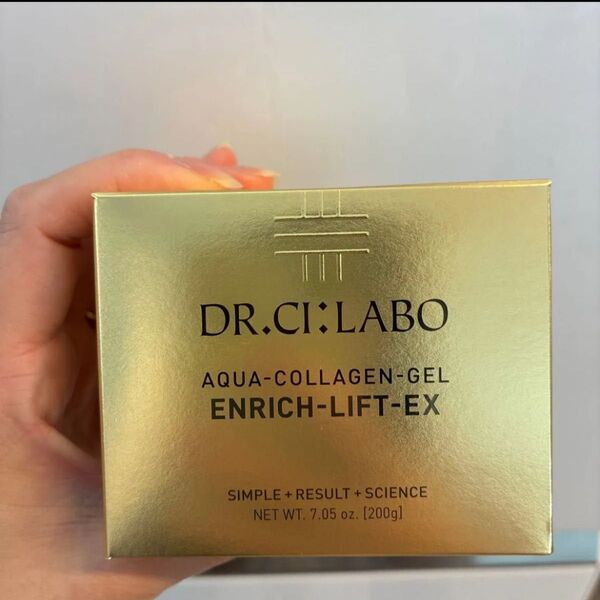 DR.CI:LABO
AQUA-COLLAGEN-GEL
ENRICH-LIFT-EX
SIMPLE+RESULT+SCIENCE
NET WT. 7.05 oz. [200g]